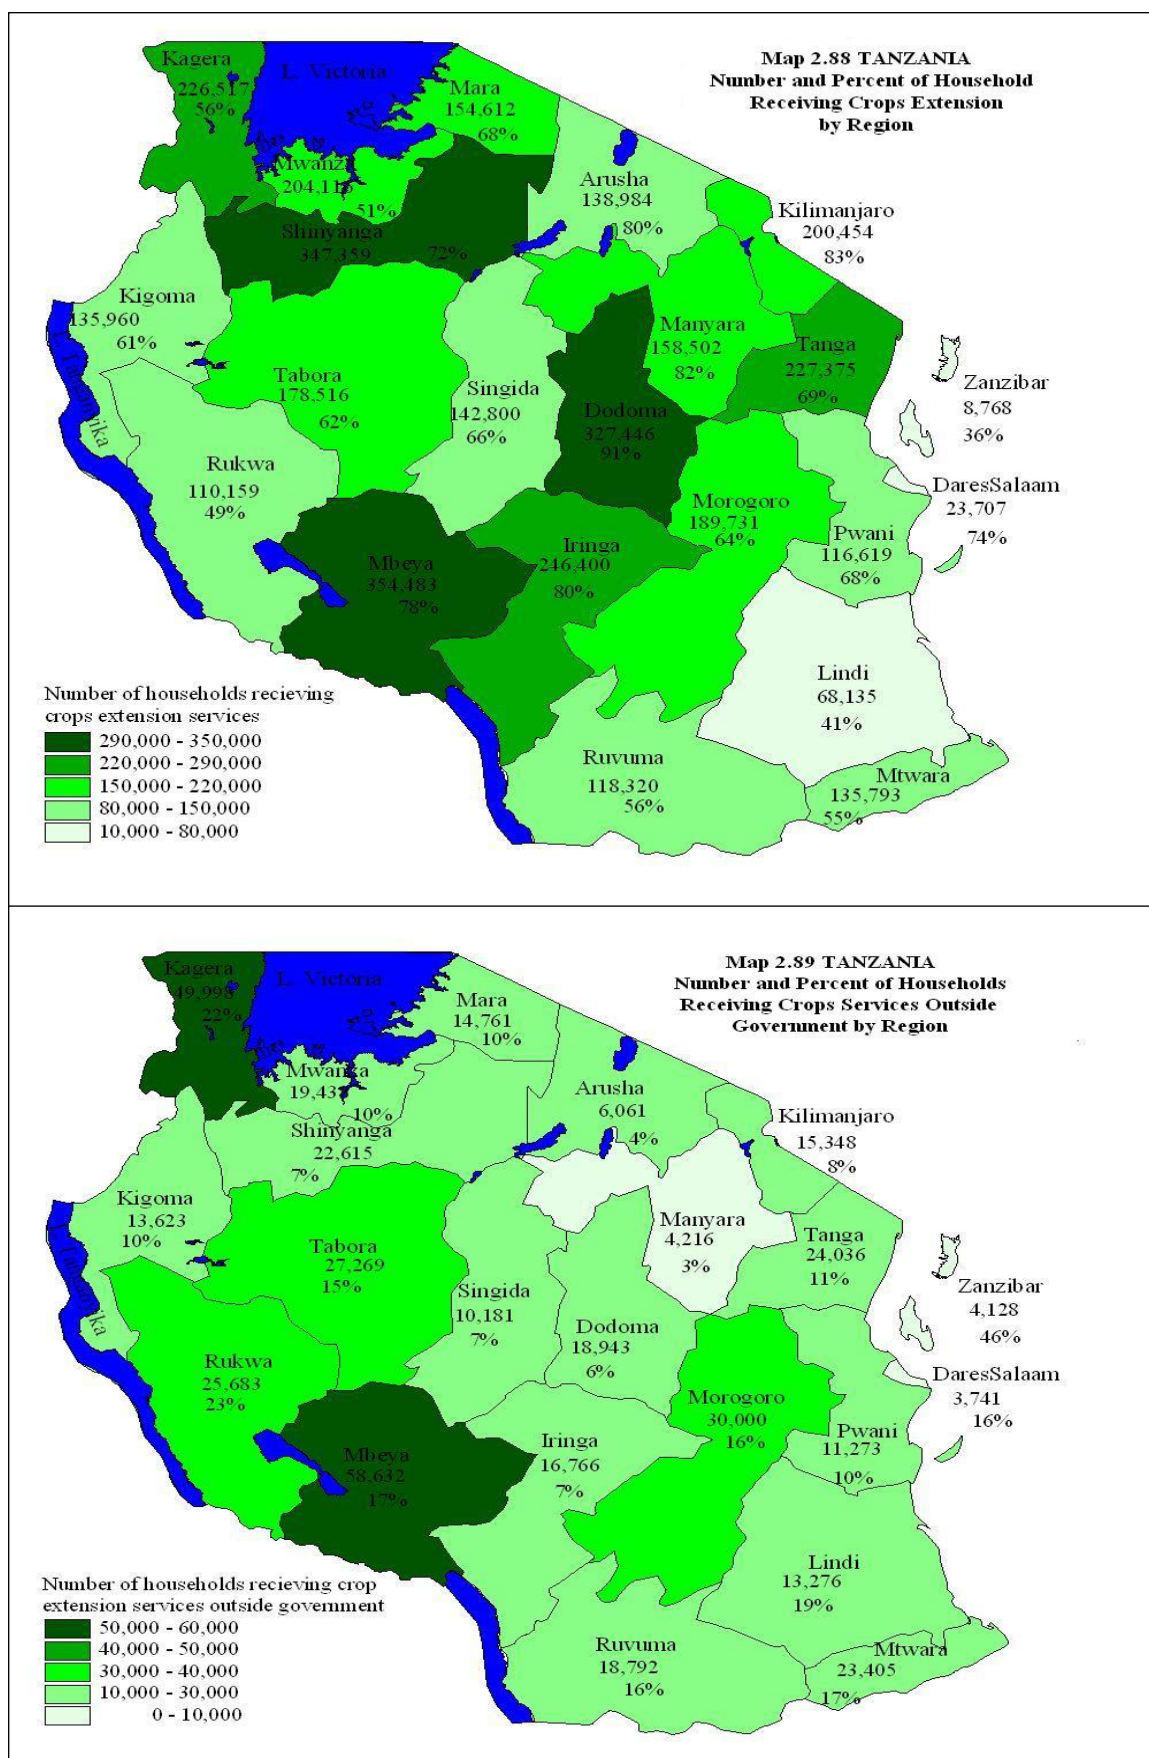 Map 2.88 TANZANIA
Number and Percent of Household
Receiving Crops Extension
by Region
Kagera
226,517
56%
L. Victoria
Mara
154,612
68%
Mwanza
51%
Arusha
138,984
80%
Kilimanjaro
200,454
83%
Shinyanga
347,359
72%
Kigoma
135,960
61%
L. Tanganyika
Tabora
178,516
62%
Singida
142,800
66%
Manyara
158,502
82%
Tanga
227,375
69%
Zanzibar
8,768
36%
Dodoma
327,446
91%
Rukwa
110,159
49%
DaresSalaam
23,707
74%
Morogoro
189,731
64%
Pwani
116,619
68%
Iringa
246,400
80%
Mbeya
354,483
78%
Lindi
68,135
41%
Ruvuma
118,320
56%
Mtwara
135,793
55%
Number of households recieving
crops extension services
290,000 - 350,000
220,000 - 290,000
150,000 - 220,000
80,000 - 150,000
10,000 - 80,000
Map 2.89 TANZANIA
Number and Percent of Households
Receiving Crops Services Outside
Government by Region
Kagera
49,998
22%
L. Victoria
Mara
14,761
10%
Mwanza
10%
Arusha
6,061
4%
Kilimanjaro
15,348
8%
Shinyanga
22,615
7%
Kigoma
13,623
10%
L. Tanganyika
Tabora
27,269
15%
Singida
10,181
7%
Manyara
4,216
3%
Tanga
24,036
11%
Zanzibar
4,128
46%
Dodoma
18,943
6%
Rukwa
25,683
23%
DaresSalaam
3,741
16%
Morogoro
30,000
16%
Pwani
11,273
10%
Iringa
16,766
7%
Mbeya
58,632
17%
Lindi
13,276
19%
Ruvuma
18,792
16%
Mtwara
23,405
17%
Number of households recieving crop
extension services outside government
50,000 - 60,000
40,000 - 50,000
30,000 - 40,000
10,000 - 30,000
0 - 10,000